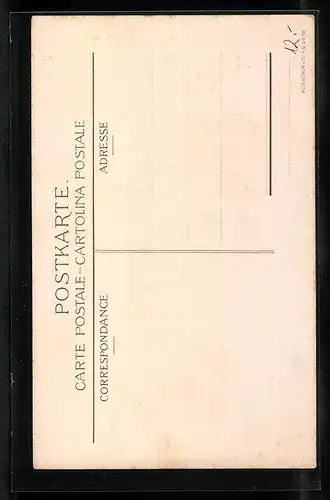 POSTKARTE.
CARTE POSTALE–CARTOLINA POSTALE
CORRESPONDANCE
ADRESSE
12.-